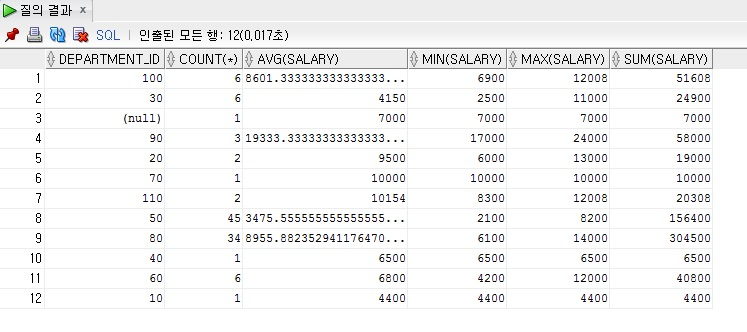 질의 결과 x
SQL | 인출된 모든 행: 12(0,017초)
DEPARTMENT_ID COUNT(*) AVG(SALARY) MIN(SALARY) MAX(SALARY) SUM(SALARY)
1 100 6 8601.333333333333333... 6900 12008 51608
2 30 6 4150 2500 11000 24900
3 (null) 1 7000 7000 7000 7000
4 90 3 19333.33333333333333... 17000 24000 58000
5 20 2 9500 6000 13000 19000
6 70 1 10000 10000 10000 10000
7 110 2 10154 8300 12008 20308
8 50 45 3475.555555555555555... 2100 8200 156400
9 80 34 8955.882352941176470... 6100 14000 304500
10 40 1 6500 6500 6500 6500
11 60 6 6800 4200 12000 40800
12 10 1 4400 4400 4400 4400